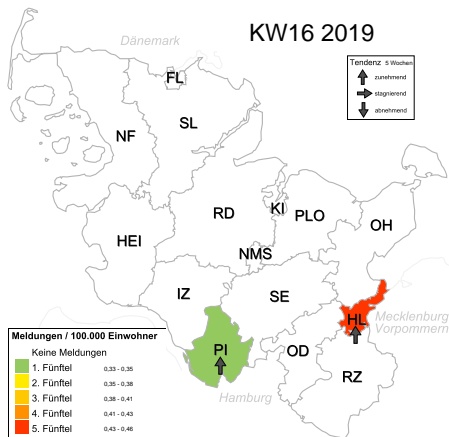 KW16 2019
Dänemark
Tendenz 5 Wochen
zunehmend
stagnierend
abnehmend
FL
SL
NF
RD
KI
PLO
OH
HEI
NMS
IZ
SE
HL
Mecklenburg
Vorpommern
PI
OD
RZ
Hamburg
Meldungen / 100.000 Einwohner
Keine Meldungen
1. Fünftel 0,33 - 0,35
2. Fünftel 0,35 - 0,38
3. Fünftel 0,38 - 0,41
4. Fünftel 0,41 - 0,43
5. Fünftel 0,43 - 0,46